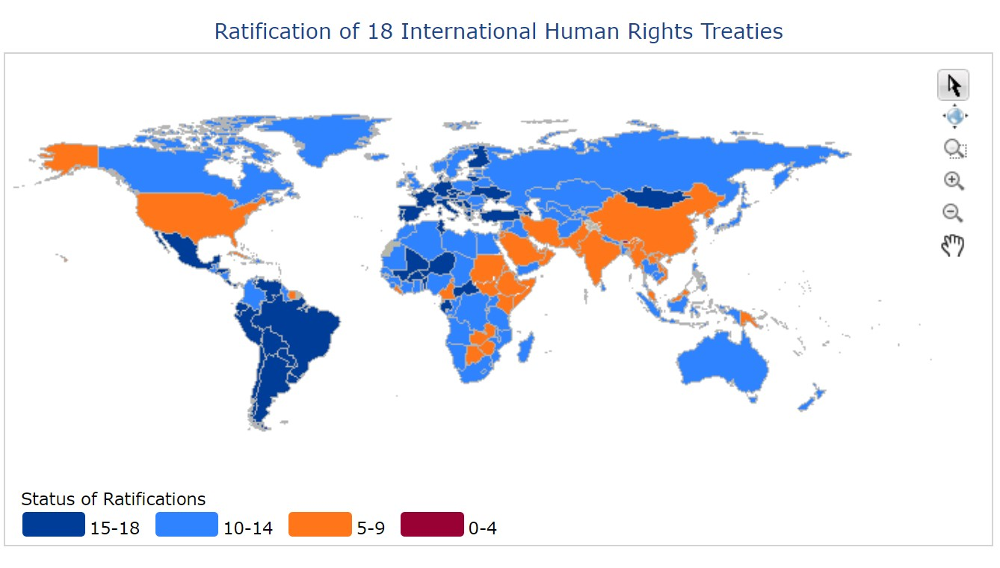 Ratification of 18 International Human Rights Treaties
Status of Ratifications
15-18 10-14 5-9 0-4